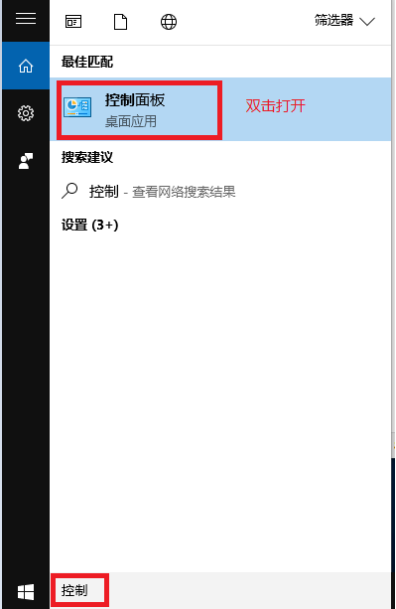 筛选器
最佳匹配
控制面板
双击打开
桌面应用
搜索建议
控制 - 查看网络搜索结果
设置 (3+)
控制